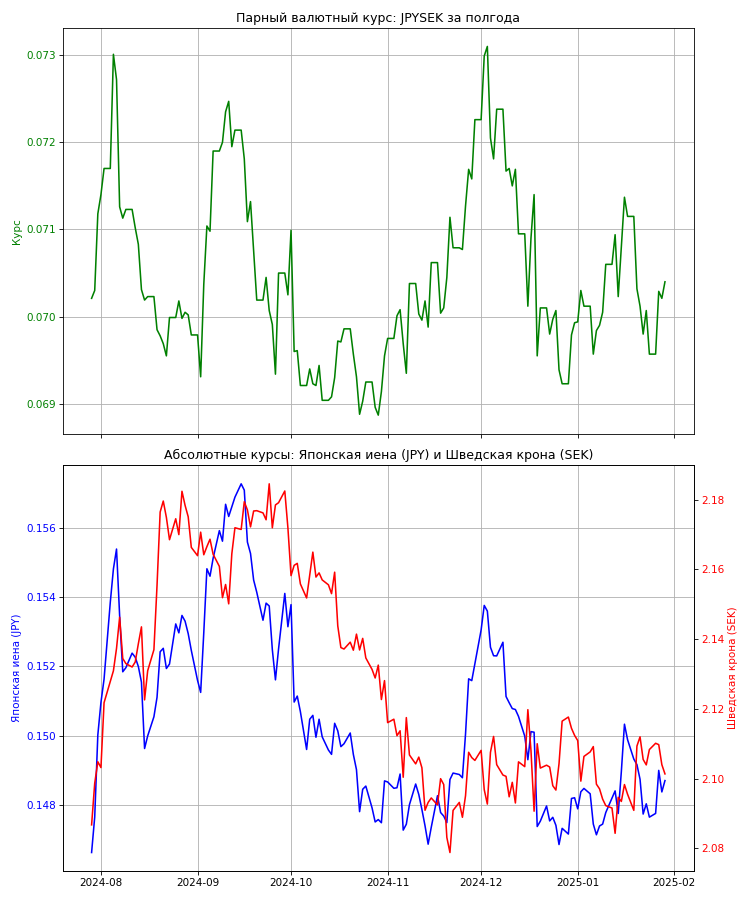 Парный валютный курс: JPYSEK за полгода
0.073
0.072
0.071
0.070
0.069
Курс
Абсолютные курсы: Японская иена (JPY) и Шведская крона (SEK)
0.156
0.154
0.152
0.150
0.148
Японская иена (JPY)
2.18
2.16
2.14
2.12
2.10
2.08
Шведская крона (SEK)
2024-08 2024-09 2024-10 2024-11 2024-12 2025-01 2025-02